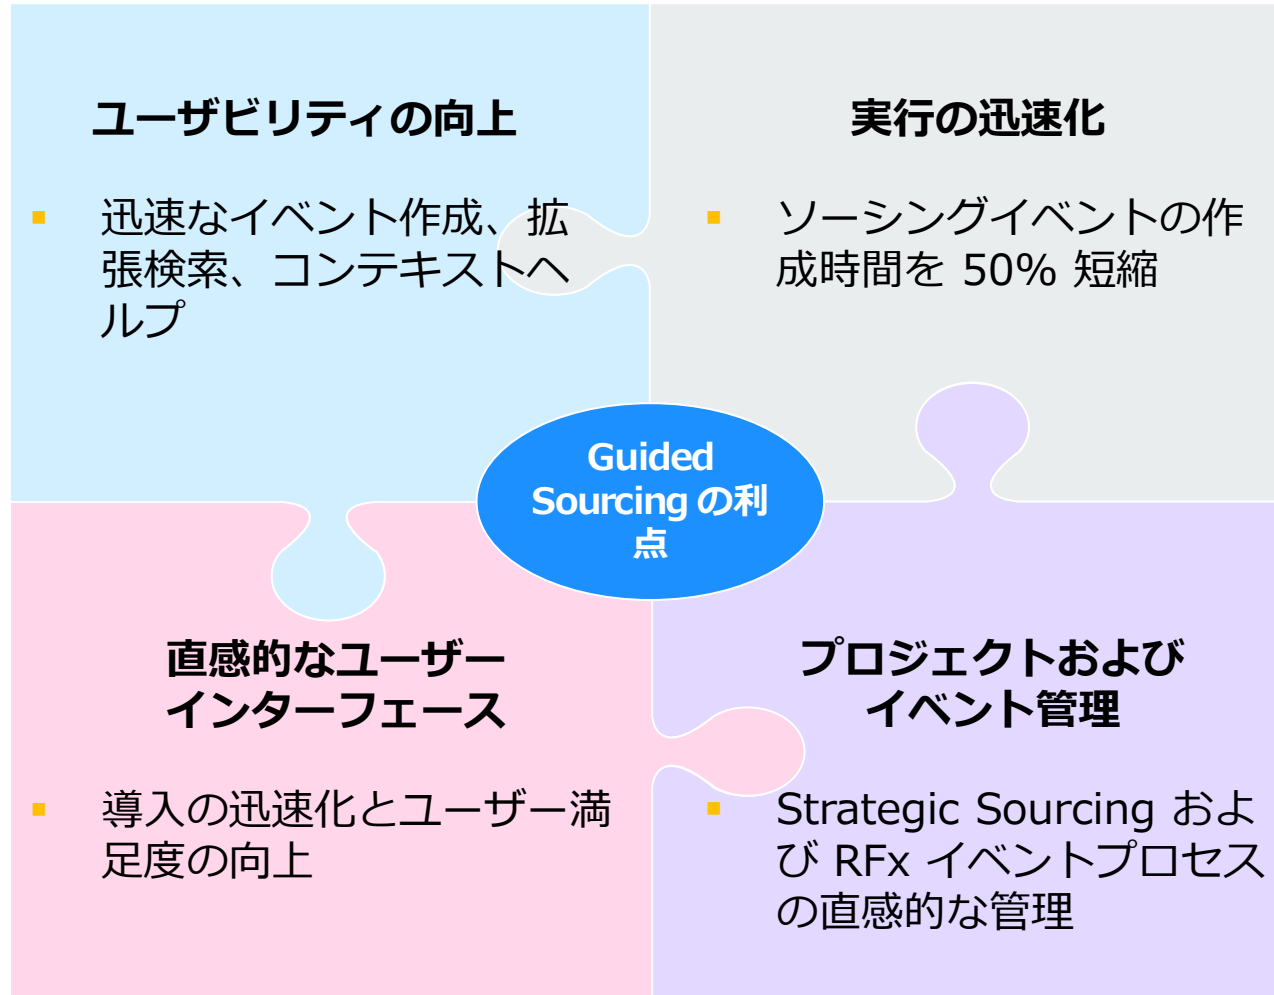 ユーザビリティの向上
迅速なイベント作成、拡
張検索、コンテキストヘ
ルプ
実行の迅速化
ソーシングイベントの作
成時間を 50% 短縮
Guided
Sourcing の利
点
直感的なユーザー
インターフェース
導入の迅速化とユーザー満
足度の向上
プロジェクトおよび
イベント管理
Strategic Sourcing およ
び RFx イベントプロセス
の直感的な管理